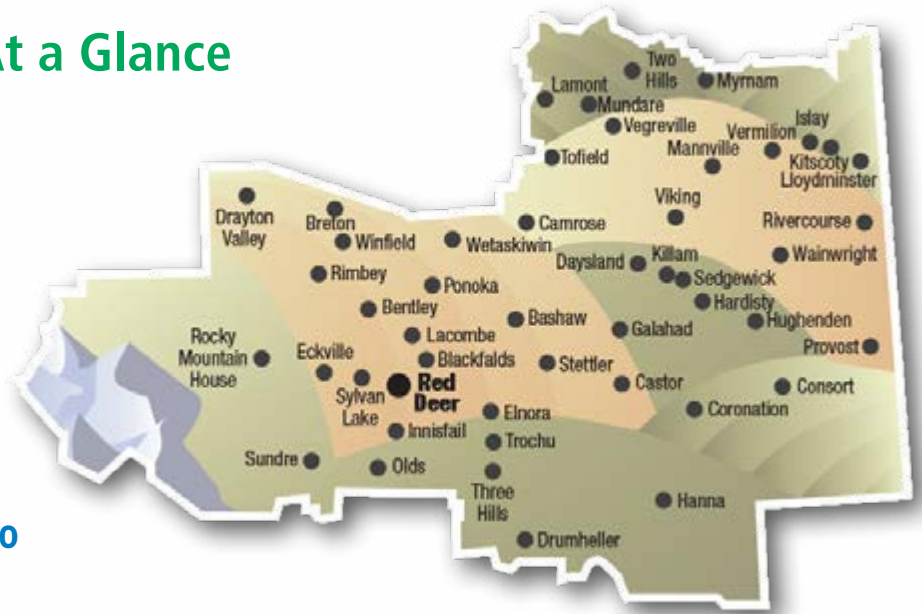 At a Glance
Two
Hills
Myrnam
Lamont
Mundare
Vegreville
Islay
Vermilion
Mannville
Tofield
Kitscoty
Lloydminster
Viking
Drayton
Valley
Breton
Camrose
Rivercourse
Winfield
Wetaskiwin
Daysland
Killam
Wainwright
Rimbey
Sedgewick
Ponoka
Hardisty
Bentley
Bashaw
Galahad
Hughenden
Rocky
Mountain
House
Lacombe
Provost
Eckville
Blackfalds
Stettler
Sylvan
Lake
Red
Deer
Castor
Consort
Elnora
Coronation
Innisfail
Trochu
Sundre
Olds
Three
Hills
Hanna
Drumheller